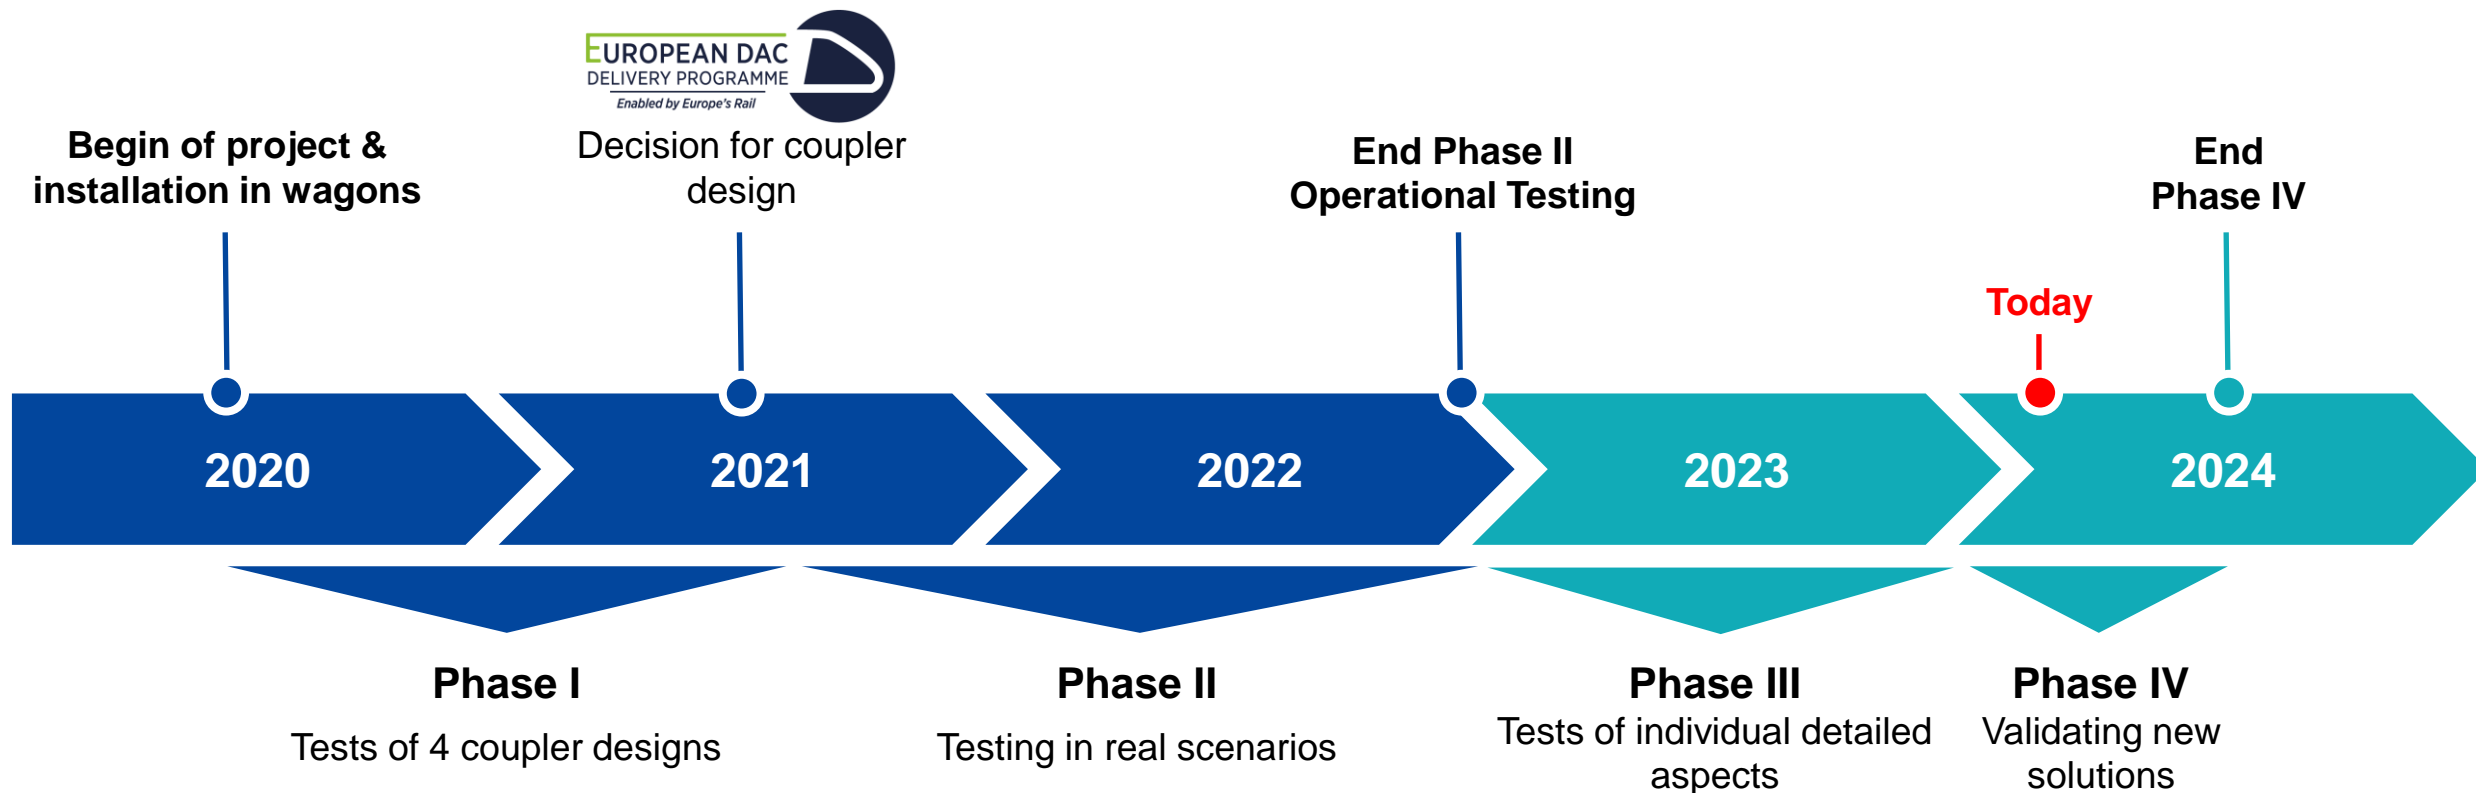 EUROPEAN DAC
DELIVERY PROGRAMME
Enabled by Europe's Rail
Begin of project &
installation in wagons
Decision for coupler
design
End Phase II
Operational Testing
End
Phase IV
Today
2020
2021
2022
2023
2024
Phase I
Tests of 4 coupler designs
Phase II
Testing in real scenarios
Phase III
Tests of individual detailed
aspects
Phase IV
Validating new
solutions